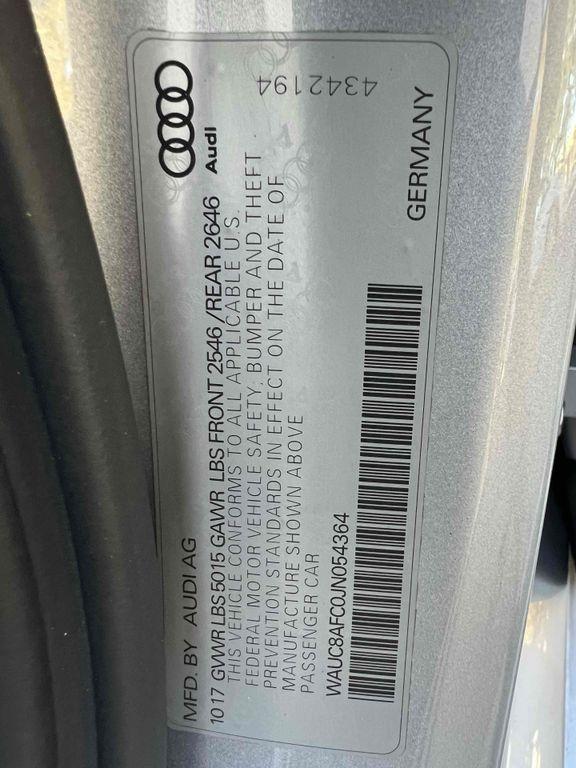 MFD. BY AUDI AG
Audi
1017 GVWR LBS 5015 GAWR LBS FRONT 2546 / REAR 2646
THIS VEHICLE CONFORMS TO ALL APPLICABLE U.S.
FEDERAL MOTOR VEHICLE SAFETY, BUMPER AND THEFT
PREVENTION STANDARDS IN EFFECT ON THE DATE OF
MANUFACTURE SHOWN ABOVE
PASSENGER CAR
WAUC8AFC0JN054364
GERMANY
4342194